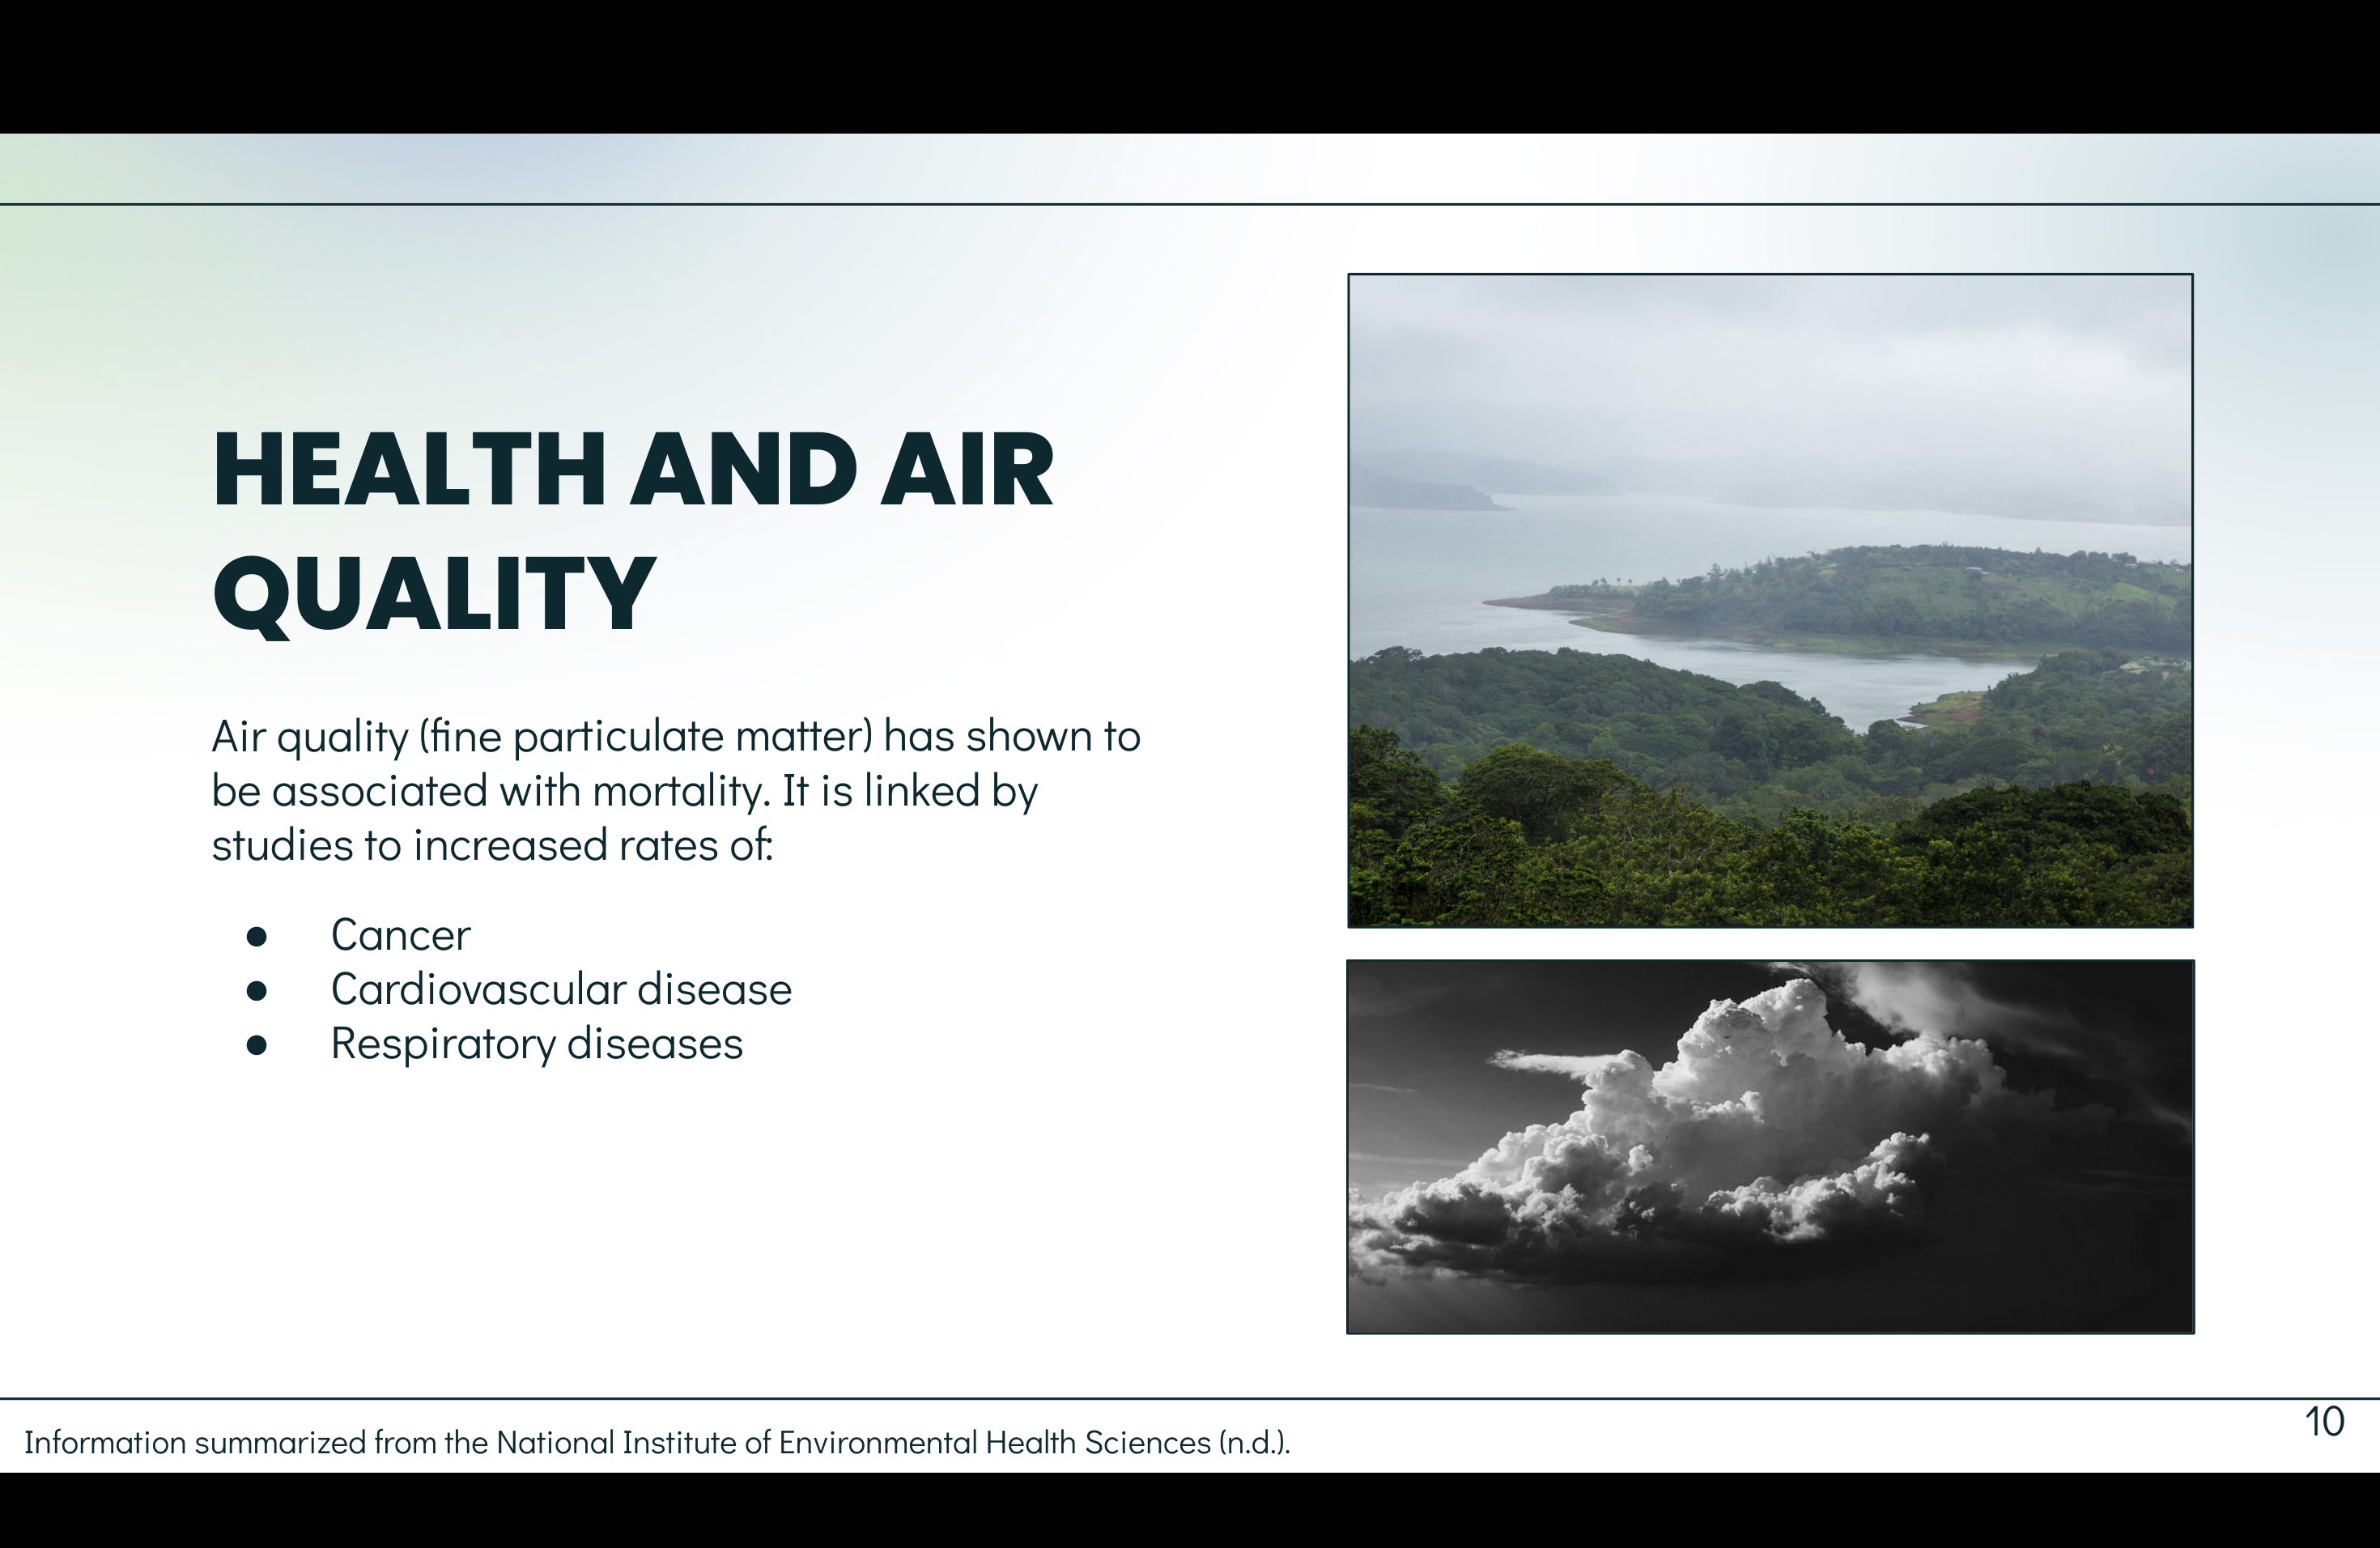 HEALTH AND AIR
QUALITY
Air quality (fine particulate matter) has shown to
be associated with mortality. It is linked by
studies to increased rates of:
● Cancer
● Cardiovascular disease
● Respiratory diseases
Information summarized from the National Institute of Environmental Health Sciences (n.d.).
10